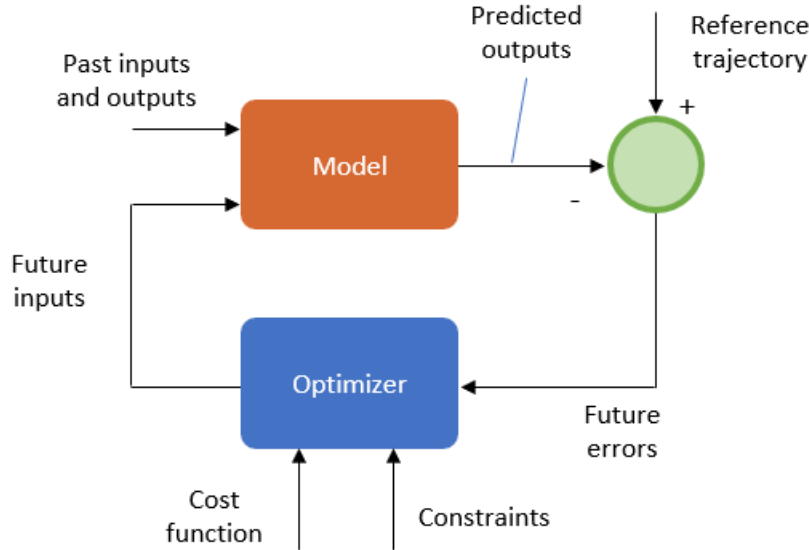 Predicted
outputs
Reference
trajectory
Past inputs
and outputs
+
Model
-
Future
inputs
Optimizer
Future
errors
Cost
function
Constraints